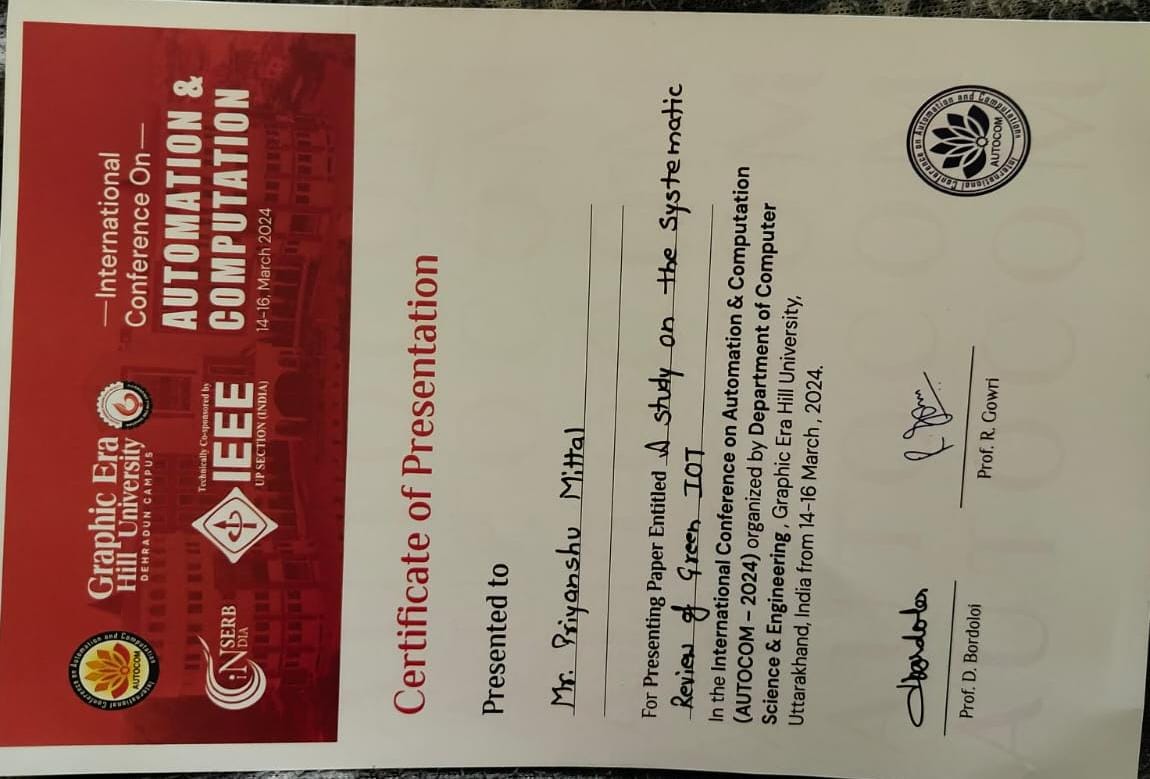 International Conference on Automation and Computation
AUTOCOM
Graphic Era
Hill University
DEHRADUN CAMPUS
SERB
INDIA
Technically Co-sponsored by
IEEE
UP SECTION (INDIA)
International
Conference On
AUTOMATION &
COMPUTATION
14-16, March 2024
Certificate of Presentation
Presented to
Mr. Priyanshu Mittal
For Presenting Paper Entitled A study on the Systematic
Review of Green IOT
In the International Conference on Automation & Computation
(AUTOCOM – 2024) organized by Department of Computer
Science & Engineering , Graphic Era Hill University,
Uttarakhand, India from 14-16 March, 2024.
Prof. D. Bordoloi
Prof. R. Gowri
International Conference on Automation and Computations
AUTOCOM
AUTOCOM